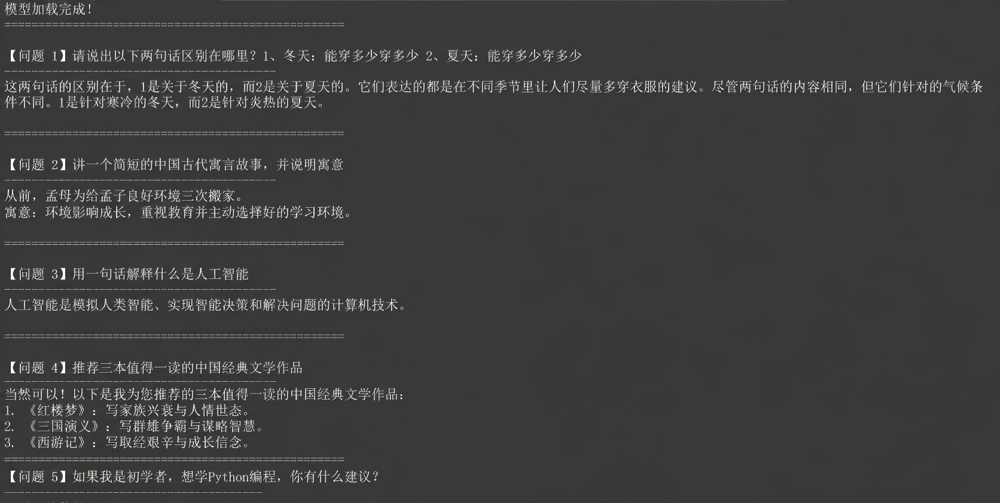 模型加载完成!
==================================================
【问题 1】请说出以下两句话区别在哪里？1、冬天：能穿多少穿多少 2、夏天：能穿多少穿多少
----------------------------------------
这两句话的区别在于，1是关于冬天的，而2是关于夏天的。它们表达的都是在不同季节里让人们尽量多穿衣服的建议。尽管两句话的内容相同，但它们针对的气候条
件不同。1是针对寒冷的冬天，而2是针对炎热的夏天。
==================================================
【问题 2】讲一个简短的中国古代寓言故事，并说明寓意
----------------------------------------
从前，孟母为给孟子良好环境三次搬家。
寓意：环境影响成长，重视教育并主动选择好的学习环境。
==================================================
【问题 3】用一句话解释什么是人工智能
----------------------------------------
人工智能是模拟人类智能、实现智能决策和解决问题的计算机技术。
==================================================
【问题 4】推荐三本值得一读的中国经典文学作品
----------------------------------------
当然可以！以下是我为您推荐的三本值得一读的中国经典文学作品：
1. 《红楼梦》：写家族兴衰与人情世态。
2. 《三国演义》：写群雄争霸与谋略智慧。
3. 《西游记》：写取经艰辛与成长信念。
==================================================
【问题 5】如果我是初学者，想学Python编程，你有什么建议？
--------------------------------------